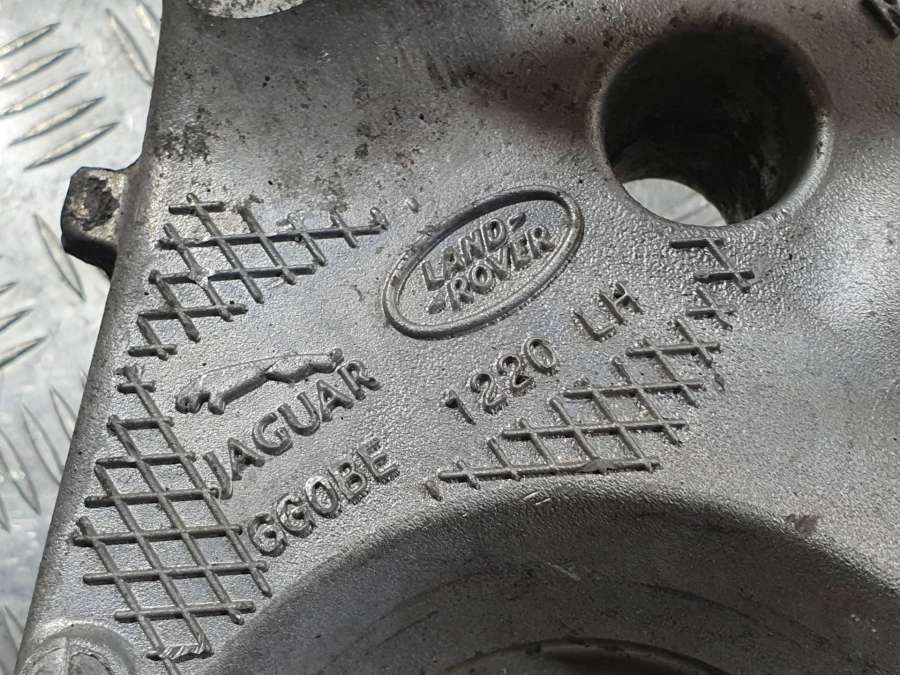 LAND-
-ROVER
JAGUAR
1220 LH
GG0BE